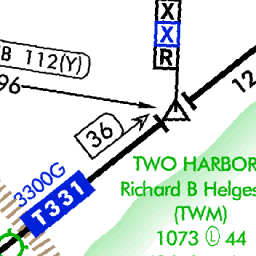 X
X
R
B 112(Y)
96
12
36
3300G
T331
TWO HARBOR
Richard B Helges
(TWM)
1073 Ⓛ 44